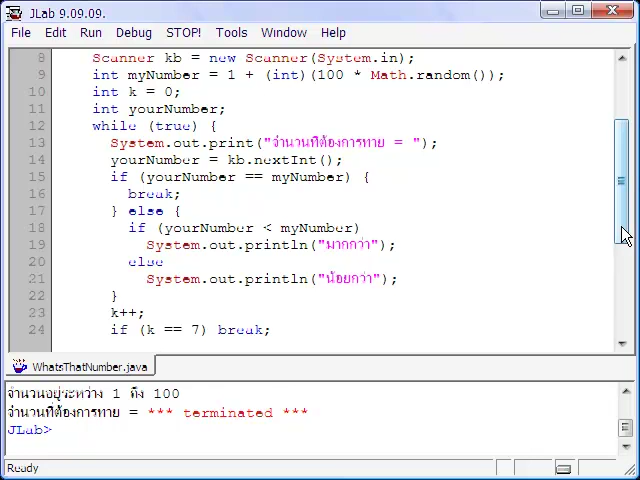 JLab 9.09.09.
File Edit Run Debug STOP! Tools Window Help
8 Scanner kb = new Scanner(System.in);
9 int myNumber = 1 + (int)(100 * Math.random());
10 int k = 0;
11 int yourNumber;
12 while (true) {
13 System.out.print("จำนวนที่ต้องการทาย = ");
14 yourNumber = kb.nextInt();
15 if (yourNumber == myNumber) {
16 break;
17 } else {
18 if (yourNumber < myNumber)
19 System.out.println("มากกว่า");
20 else
21 System.out.println("น้อยกว่า");
22 }
23 k++;
24 if (k == 7) break;
WhatsThatNumber.java
จำนวนอยู่ระหว่าง 1 ถึง 100
จำนวนที่ต้องการทาย = *** terminated ***
JLab>
Ready